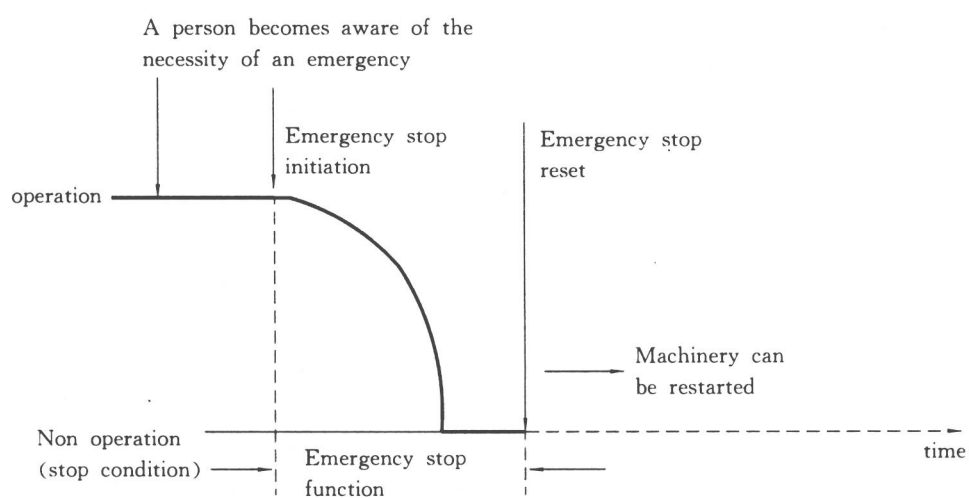 A person becomes aware of the
necessity of an emergency
Emergency stop
initiation
Emergency stop
reset
operation
Machinery can
be restarted
Non operation
(stop condition)
Emergency stop
function
time